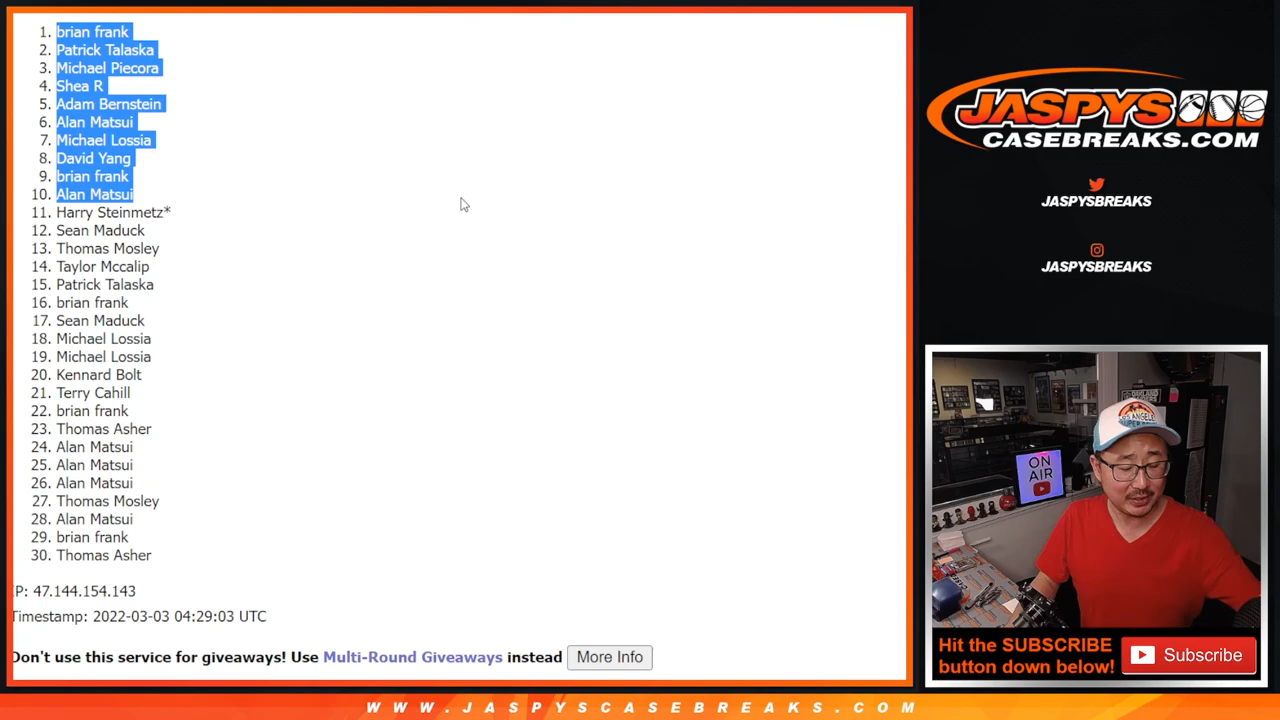 1. brian frank
2. Patrick Talaska
3. Michael Piecora
4. Shea R
5. Adam Bernstein
6. Alan Matsui
7. Michael Lossia
8. David Yang
9. brian frank
10. Alan Matsui
11. Harry Steinmetz*
12. Sean Maduck
13. Thomas Mosley
14. Taylor Mccalip
15. Patrick Talaska
16. brian frank
17. Sean Maduck
18. Michael Lossia
19. Michael Lossia
20. Kennard Bolt
21. Terry Cahill
22. brian frank
23. Thomas Asher
24. Alan Matsui
25. Alan Matsui
26. Alan Matsui
27. Thomas Mosley
28. Alan Matsui
29. brian frank
30. Thomas Asher
IP: 47.144.154.143
Timestamp: 2022-03-03 04:29:03 UTC
Don't use this service for giveaways! Use Multi-Round Giveaways instead More Info
JASPYS
CASEBREAKS.COM
JASPYSBREAKS
JASPYSBREAKS
ON
AIR
LOS ANGELES
Hit the SUBSCRIBE
button down below!
Subscribe
WWW.JASPYSCASEBREAKS.COM